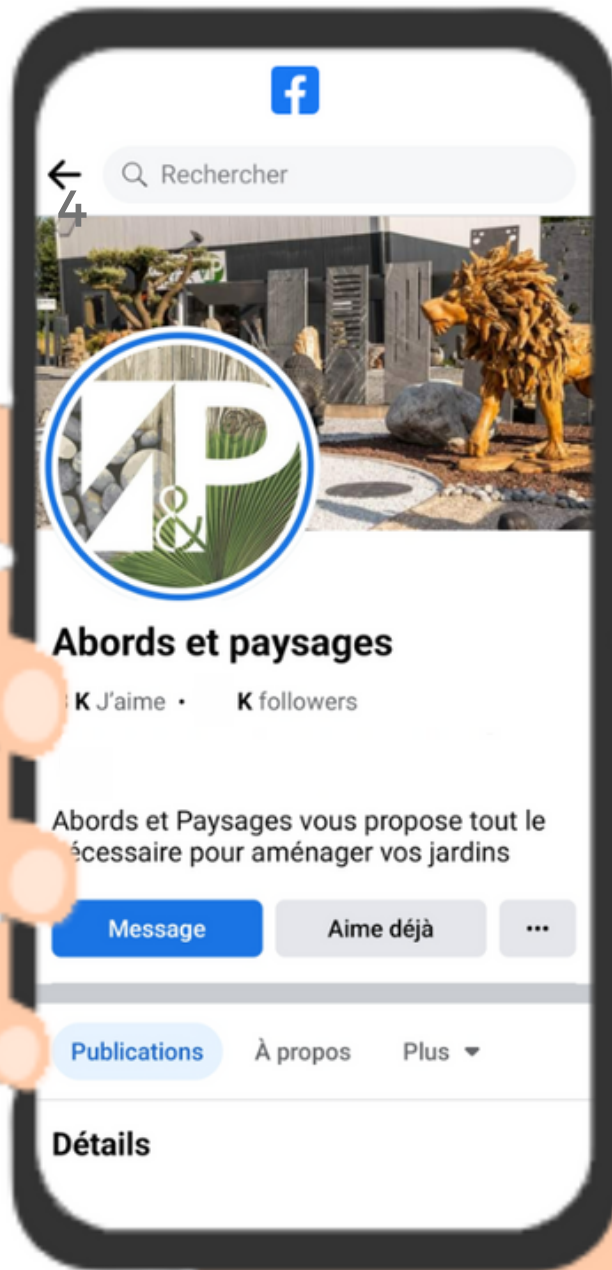 Rechercher
4
A&P
Abords et paysages
K J'aime • K followers
Abords et Paysages vous propose tout le
écessaire pour aménager vos jardins
Message
Aime déjà
Publications
À propos
Plus
Détails